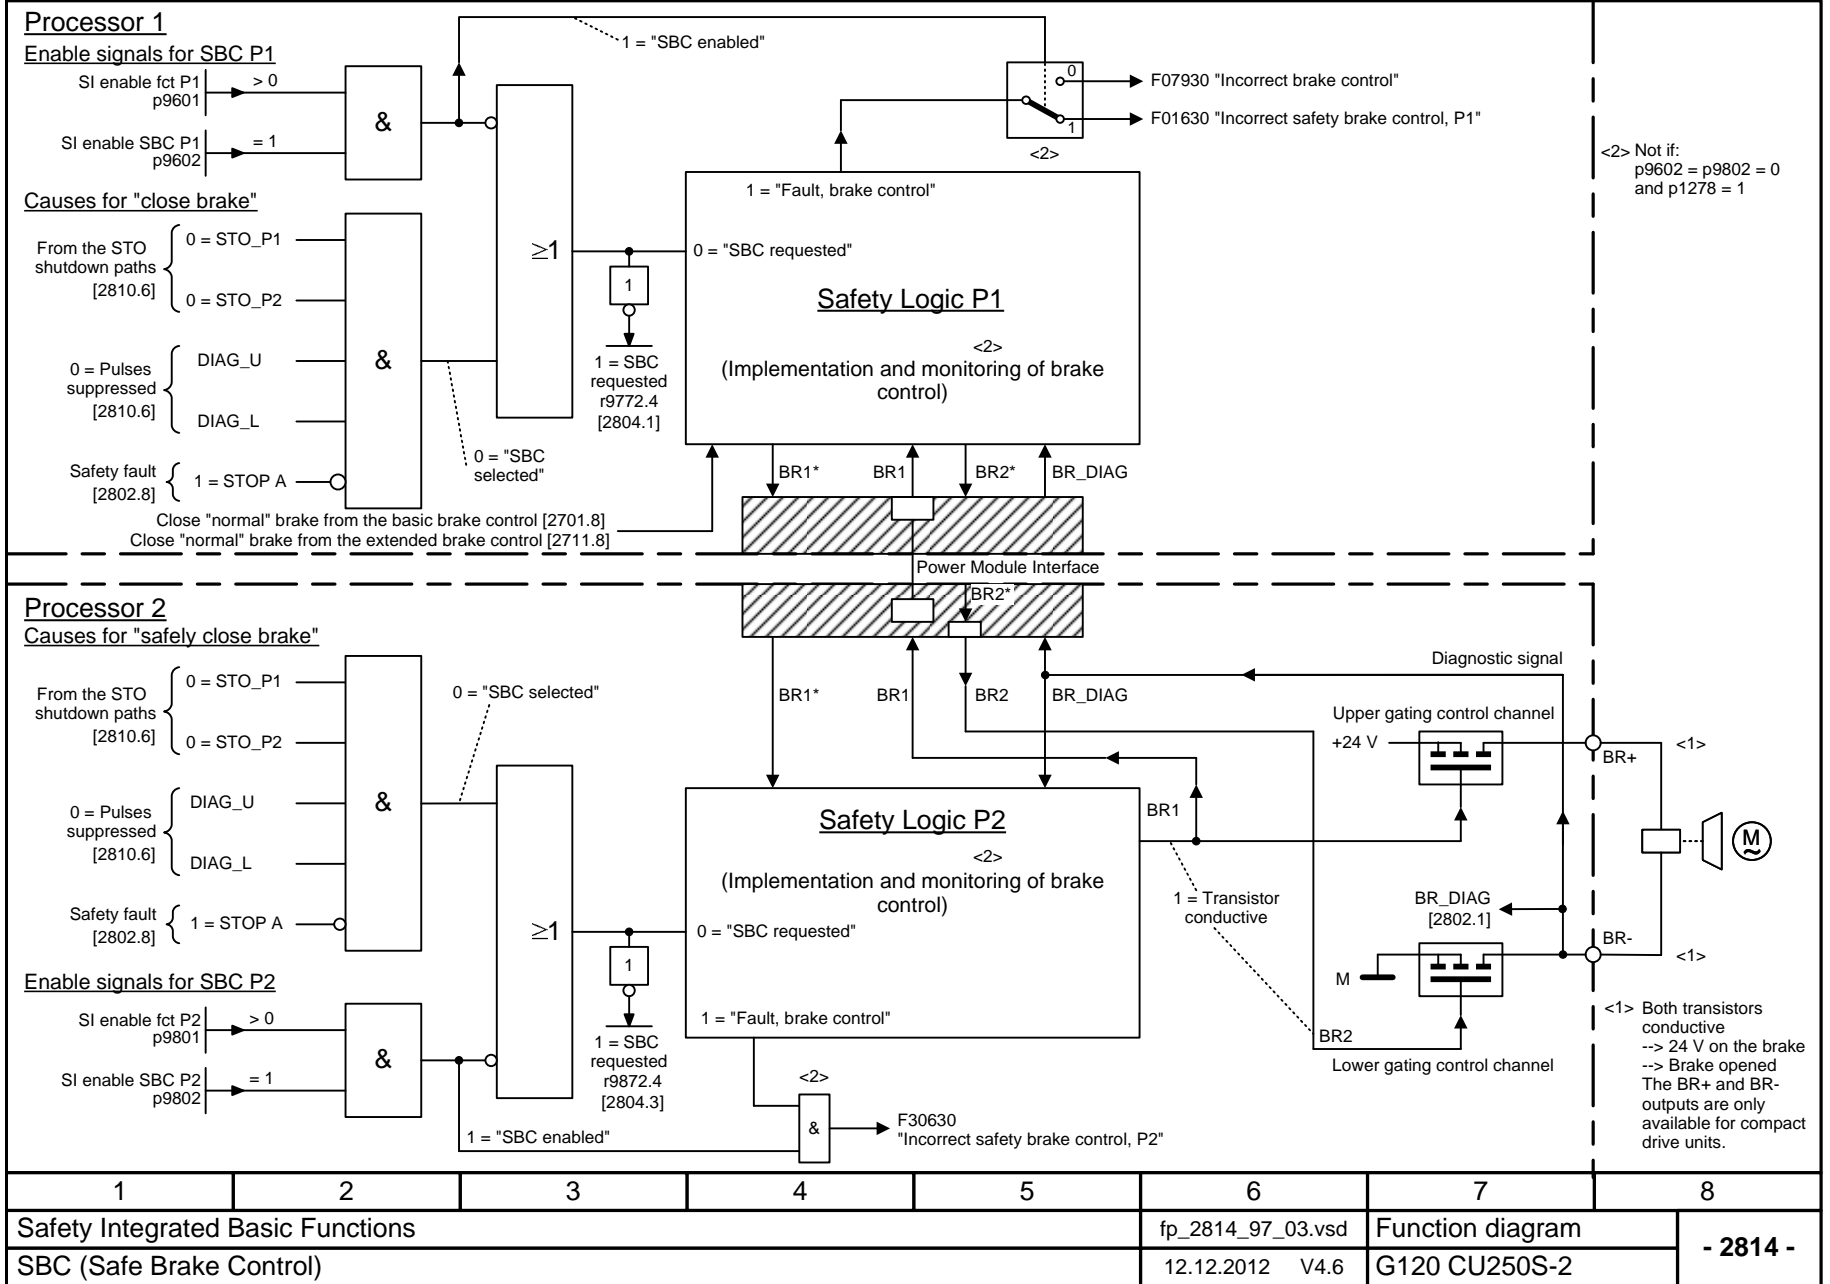 Processor 1
Enable signals for SBC P1
SI enable fct P1
p9601
> 0
SI enable SBC P1
p9602
= 1
&
1 = "SBC enabled"
0
1
<2>
F07930 "Incorrect brake control"
F01630 "Incorrect safety brake control, P1"
<2> Not if:
p9602 = p9802 = 0
and p1278 = 1
Causes for "close brake"
From the STO
shutdown paths
[2810.6]
0 = STO_P1
0 = STO_P2
0 = Pulses
suppressed
[2810.6]
DIAG_U
DIAG_L
Safety fault
[2802.8]
1 = STOP A
&
0 = "SBC
selected"
≥1
1
1 = SBC
requested
r9772.4
[2804.1]
1 = "Fault, brake control"
0 = "SBC requested"
Safety Logic P1
<2>
(Implementation and monitoring of brake
control)
Close "normal" brake from the basic brake control [2701.8]
Close "normal" brake from the extended brake control [2711.8]
BR1*
BR1
BR2*
BR_DIAG
Power Module Interface
BR2*
Processor 2
Causes for "safely close brake"
From the STO
shutdown paths
[2810.6]
0 = STO_P1
0 = STO_P2
0 = Pulses
suppressed
[2810.6]
DIAG_U
DIAG_L
Safety fault
[2802.8]
1 = STOP A
&
0 = "SBC selected"
≥1
1
1 = SBC
requested
r9872.4
[2804.3]
Enable signals for SBC P2
SI enable fct P2
p9801
> 0
SI enable SBC P2
p9802
= 1
&
1 = "SBC enabled"
BR1*
BR1
BR2
BR_DIAG
Safety Logic P2
<2>
(Implementation and monitoring of brake
control)
0 = "SBC requested"
1 = "Fault, brake control"
<2>
&
F30630
"Incorrect safety brake control, P2"
Diagnostic signal
Upper gating control channel
+24 V
BR+
<1>
BR1
1 = Transistor
conductive
M
BR_DIAG
[2802.1]
BR-
<1>
M
BR2
Lower gating control channel
<1> Both transistors
conductive
--> 24 V on the brake
--> Brake opened
The BR+ and BR-
outputs are only
available for compact
drive units.
1 2 3 4 5 6 7 8
Safety Integrated Basic Functions
fp_2814_97_03.vsd
Function diagram
- 2814 -
SBC (Safe Brake Control)
12.12.2012 V4.6
G120 CU250S-2